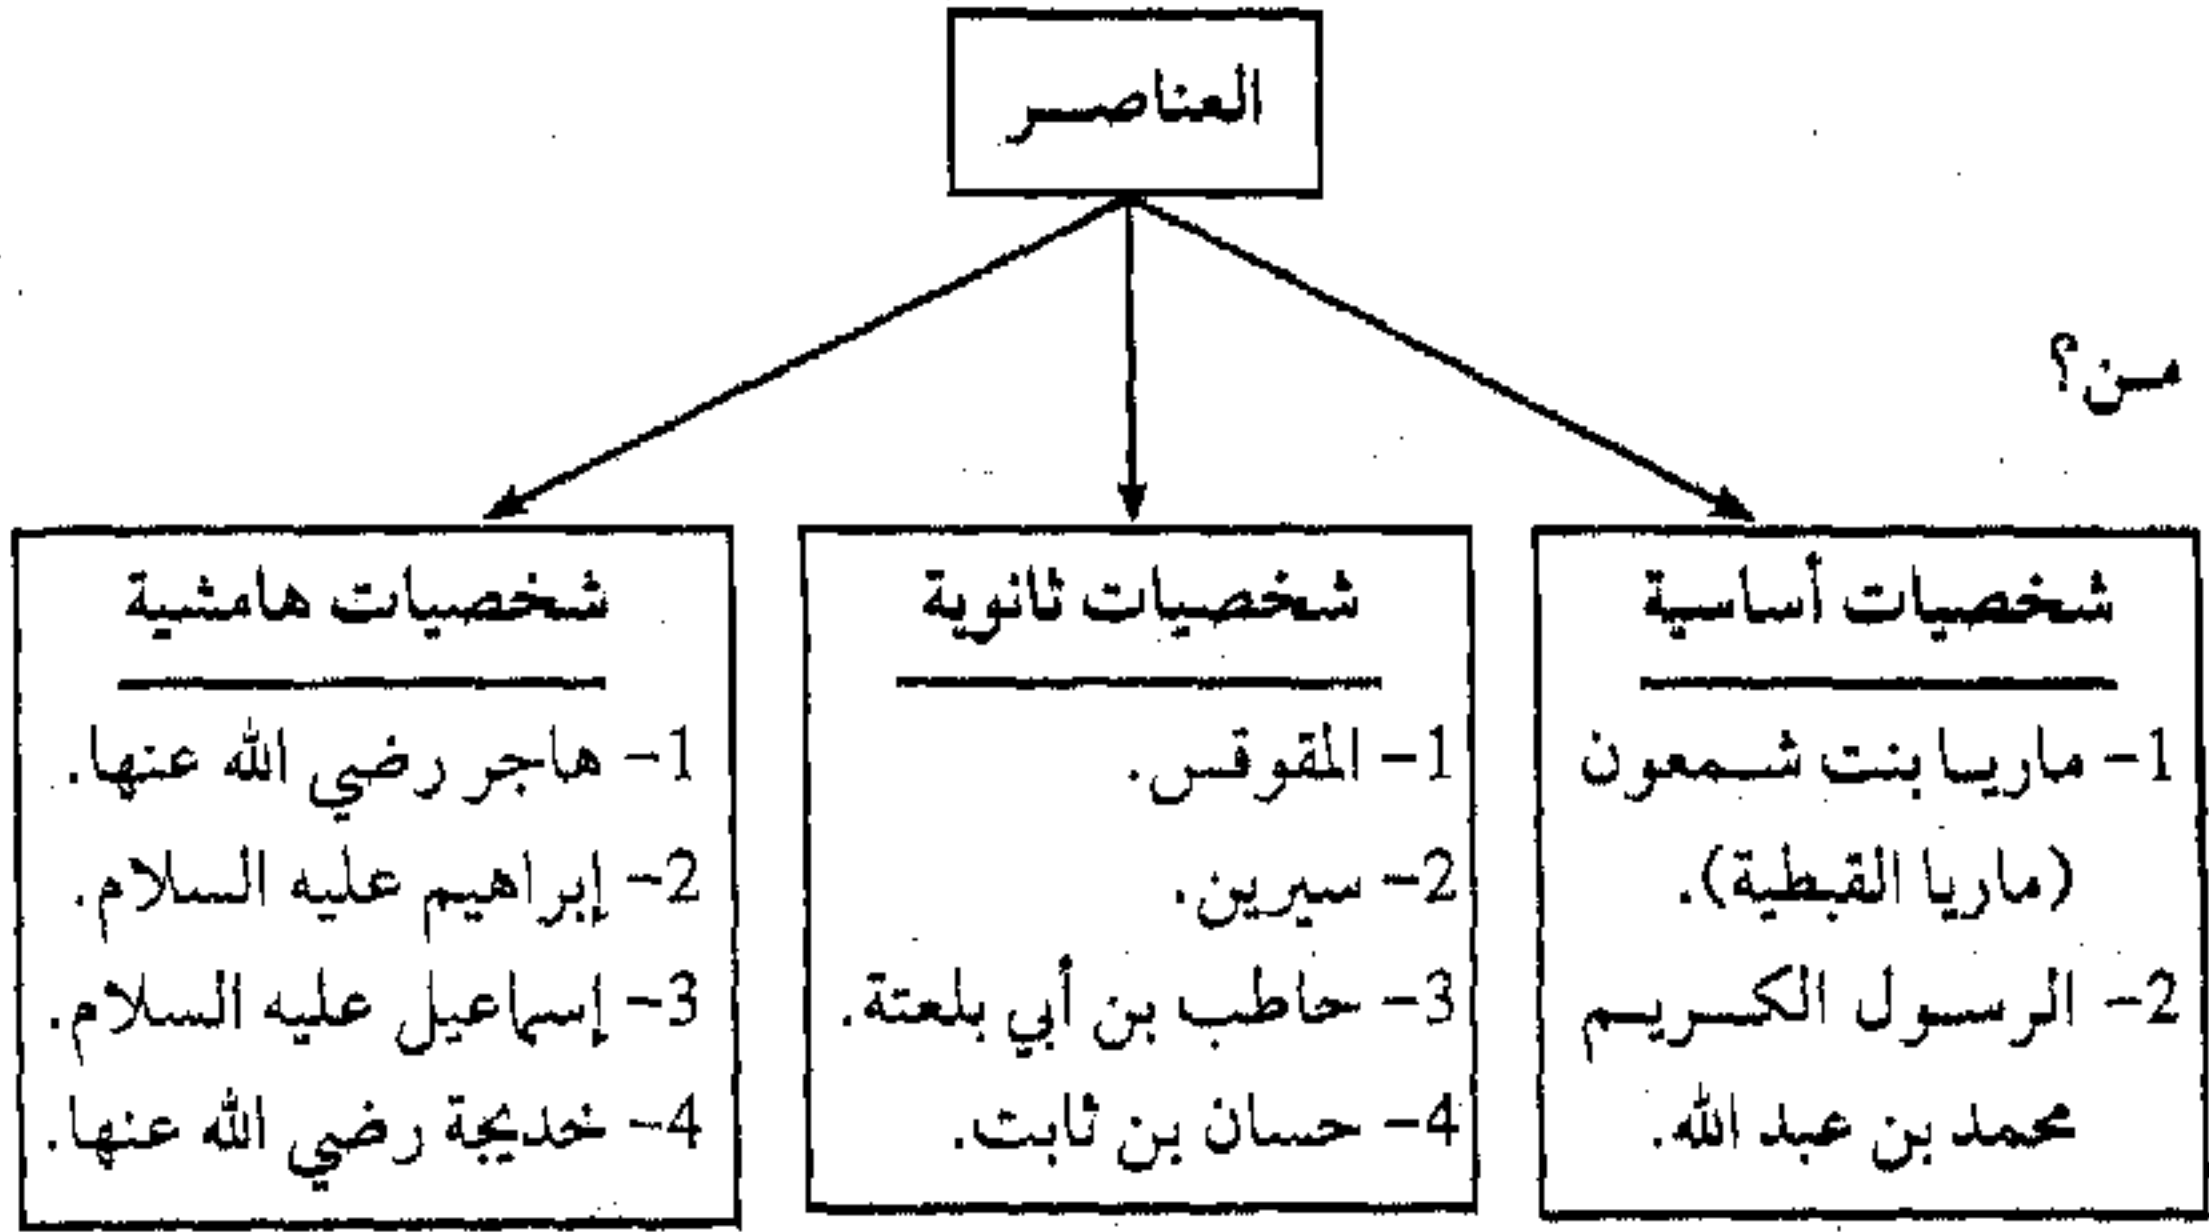 العناصر
من؟
شخصيات أساسية
1- ماريا بنت شمعون
(ماريا القبطية).
2- الرسول الكريم
محمد بن عبد الله.
شخصيات ثانوية
1- المقوقس.
2- سيرين.
3- حاطب بن أبي بلعتة.
4- حسان بن ثابت.
شخصيات هامشية
1- هاجر رضي الله عنها.
2- إبراهيم عليه السلام.
3- إسماعيل عليه السلام.
4- خديجة رضي الله عنها.